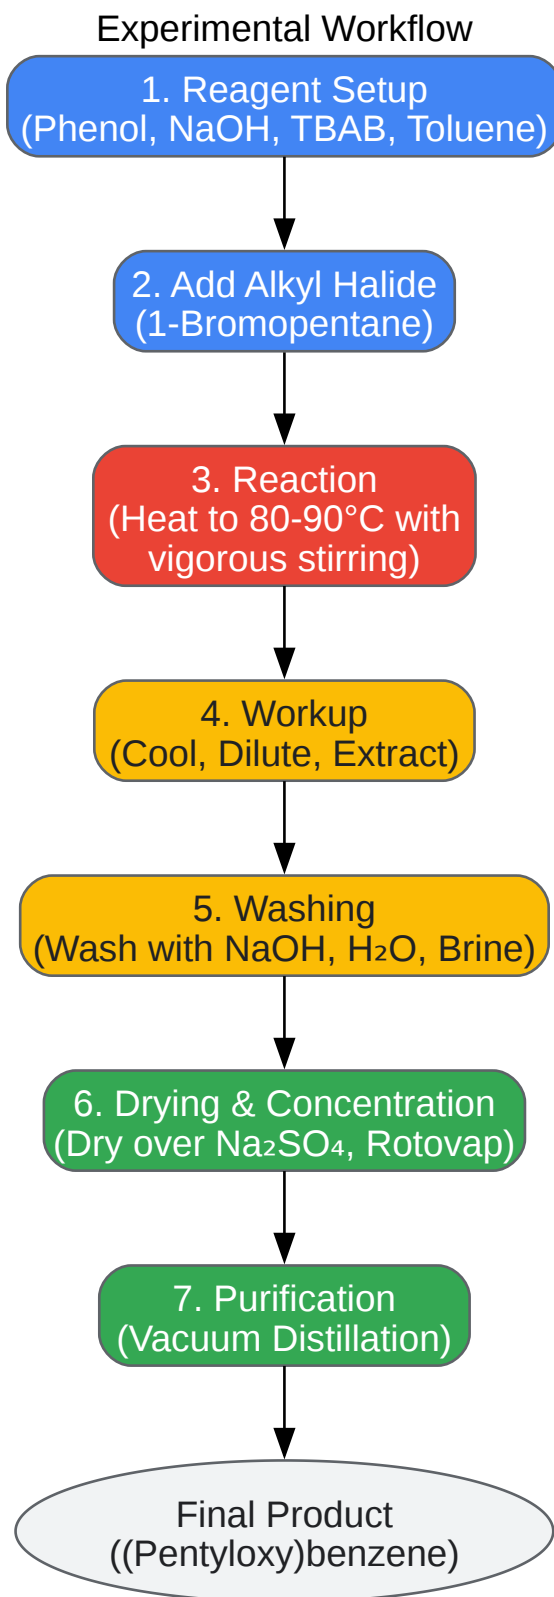 Experimental Workflow
1. Reagent Setup
(Phenol, NaOH, TBAB, Toluene)
2. Add Alkyl Halide
(1-Bromopentane)
3. Reaction
(Heat to 80-90°C with
vigorous stirring)
4. Workup
(Cool, Dilute, Extract)
5. Washing
(Wash with NaOH, H₂O, Brine)
6. Drying & Concentration
(Dry over Na₂SO₄, Rotovap)
7. Purification
(Vacuum Distillation)
Final Product
((Pentyloxy)benzene)